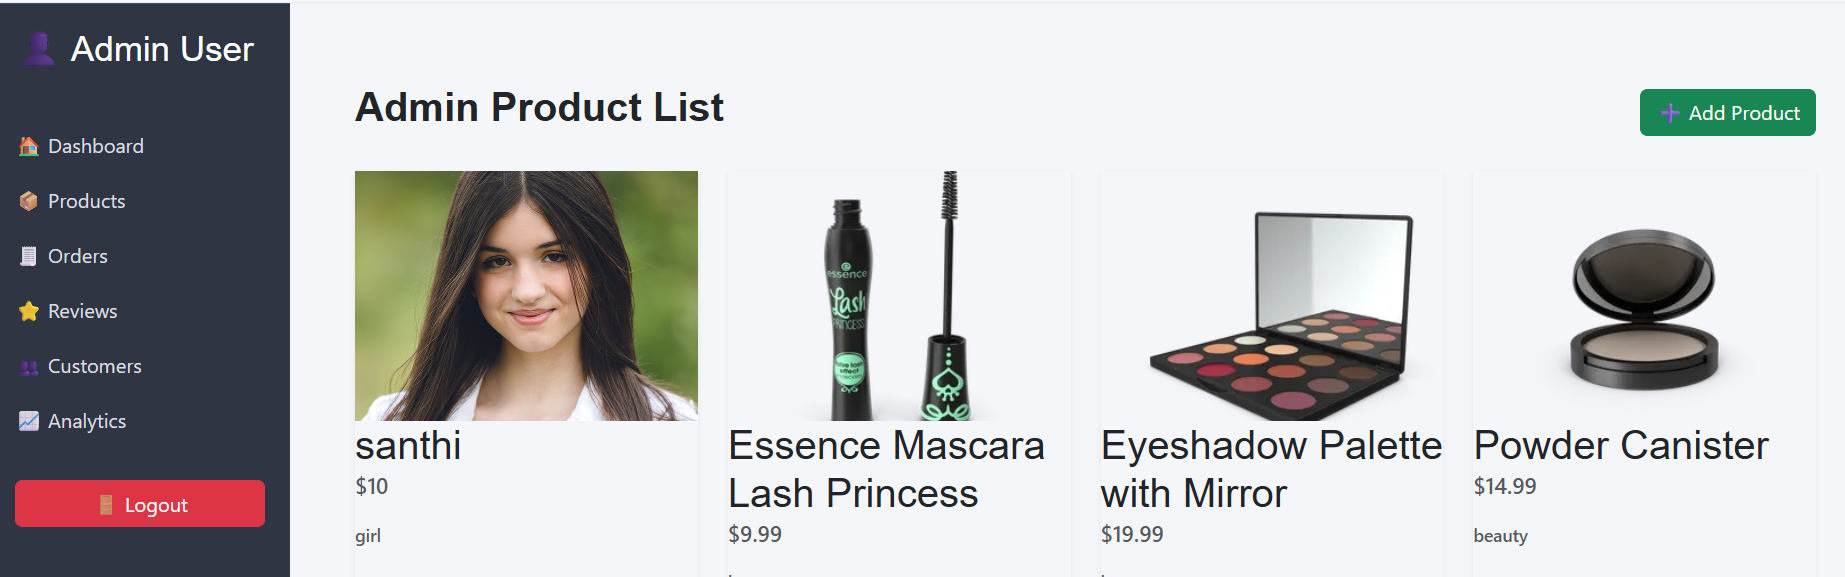 Admin User
Dashboard
Products
Orders
Reviews
Customers
Analytics
Logout
Admin Product List
Add Product
santhi
$10
girl
essence
Lash
PRINCESS
effect
Essence Mascara
Lash Princess
$9.99
Eyeshadow Palette
with Mirror
$19.99
Powder Canister
$14.99
beauty